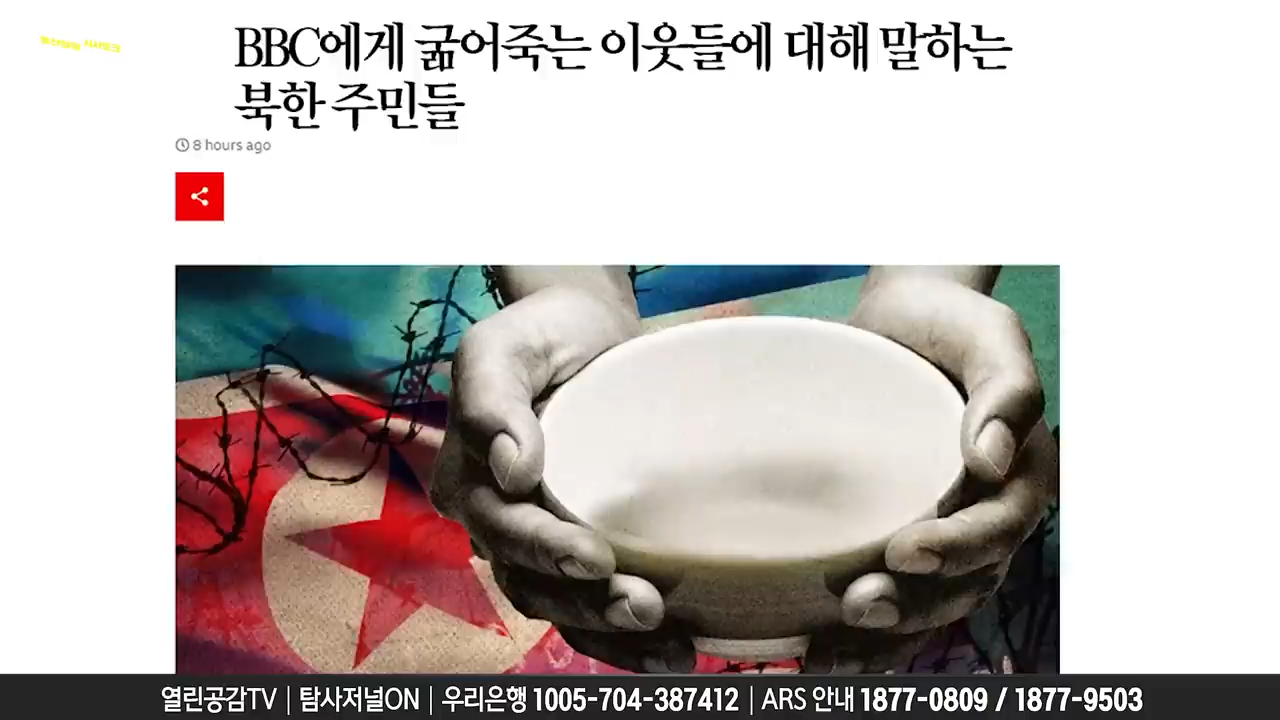 BBC에게 굶어죽는 이웃들에 대해 말하는
북한 주민들
8 hours ago
열린공감TV | 탐사저널ON | 우리은행 1005-704-387412 | ARS 안내 1877-0809 / 1877-9503